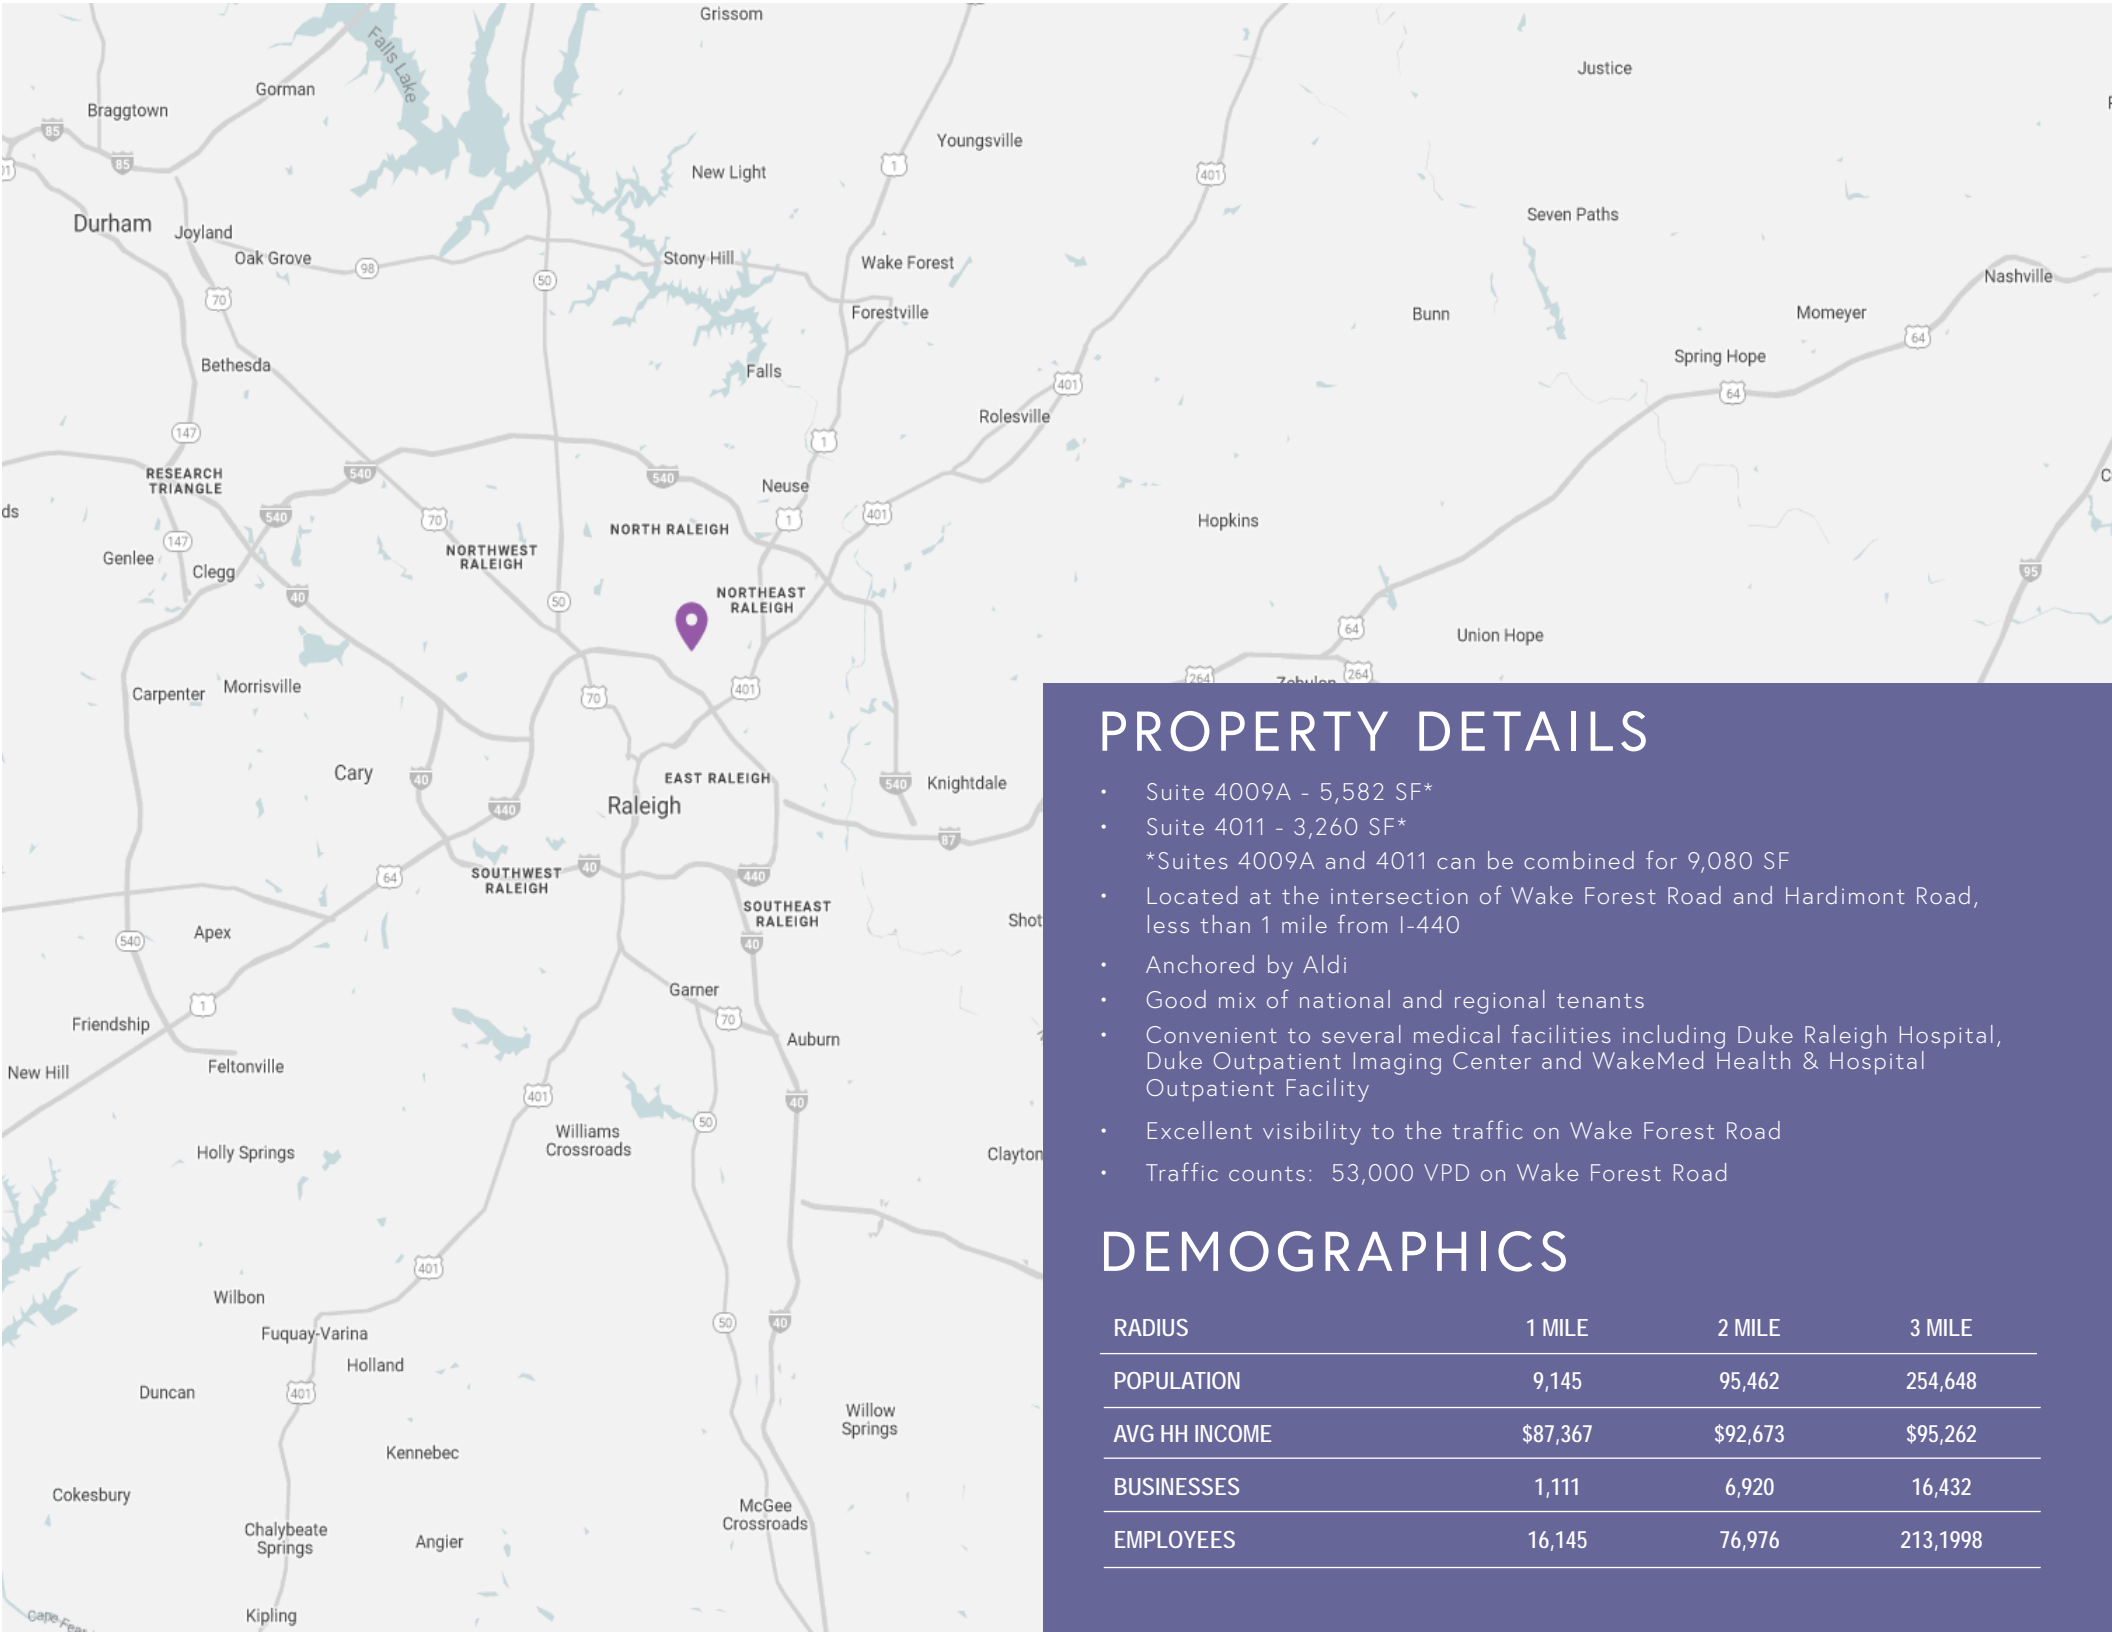 Grissom
Falls Lake
Justice
Gorman
Braggtown
85
85
Youngsville
1
New Light
401
Durham
Joyland
Seven Paths
Oak Grove
98
Stony Hill
Wake Forest
50
Nashville
70
Forestville
Bunn
Momeyer
64
Bethesda
Falls
Spring Hope
401
64
Rolesville
147
1
RESEARCH
TRIANGLE
540
540
Neuse
ds
540
70
NORTH RALEIGH
1
401
Hopkins
147
Genlee
Clegg
NORTHWEST
RALEIGH
40
50
NORTHEAST
RALEIGH
95
64
Union Hope
Carpenter
Morrisville
70
401
264
Zebulon
264
Cary
40
EAST RALEIGH
540
Knightdale
440
Raleigh
87
64
SOUTHWEST
RALEIGH
40
440
SOUTHEAST
RALEIGH
Shot
540
Apex
40
Garner
1
70
Friendship
Auburn
New Hill
Feltonville
401
40
50
Williams
Crossroads
Holly Springs
Clayton
401
Wilbon
50
40
Fuquay-Varina
Holland
Duncan
401
Willow
Springs
Kennebec
Cokesbury
McGee
Crossroads
Chalybeate
Springs
Angier
Kipling
PROPERTY DETAILS
• Suite 4009A - 5,582 SF*
• Suite 4011 - 3,260 SF*
*Suites 4009A and 4011 can be combined for 9,080 SF
• Located at the intersection of Wake Forest Road and Hardimont Road,
less than 1 mile from I-440
• Anchored by Aldi
• Good mix of national and regional tenants
• Convenient to several medical facilities including Duke Raleigh Hospital,
Duke Outpatient Imaging Center and WakeMed Health & Hospital
Outpatient Facility
• Excellent visibility to the traffic on Wake Forest Road
• Traffic counts: 53,000 VPD on Wake Forest Road
DEMOGRAPHICS
RADIUS 1 MILE 2 MILE 3 MILE
POPULATION 9,145 95,462 254,648
AVG HH INCOME $87,367 $92,673 $95,262
BUSINESSES 1,111 6,920 16,432
EMPLOYEES 16,145 76,976 213,1998